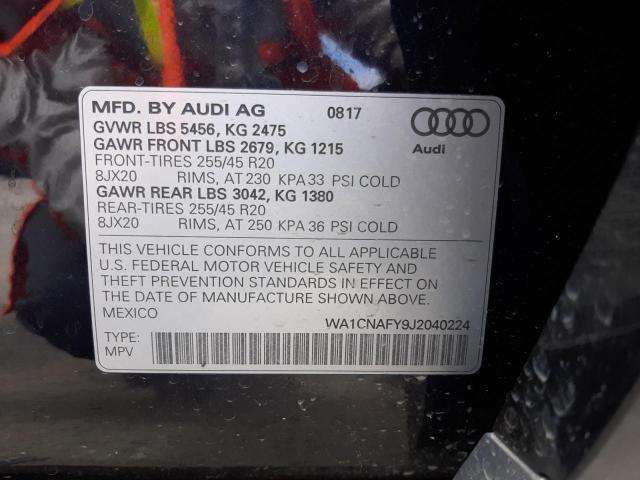 MFD. BY AUDI AG 0817
GVWR LBS 5456, KG 2475
GAWR FRONT LBS 2679, KG 1215
FRONT-TIRES 255/45 R20
8JX20 RIMS, AT 230 KPA 33 PSI COLD
GAWR REAR LBS 3042, KG 1380
REAR-TIRES 255/45 R20
8JX20 RIMS, AT 250 KPA 36 PSI COLD
Audi
THIS VEHICLE CONFORMS TO ALL APPLICABLE
U.S. FEDERAL MOTOR VEHICLE SAFETY AND
THEFT PREVENTION STANDARDS IN EFFECT ON
THE DATE OF MANUFACTURE SHOWN ABOVE.
MEXICO
WA1CNAFY9J2040224
TYPE:
MPV